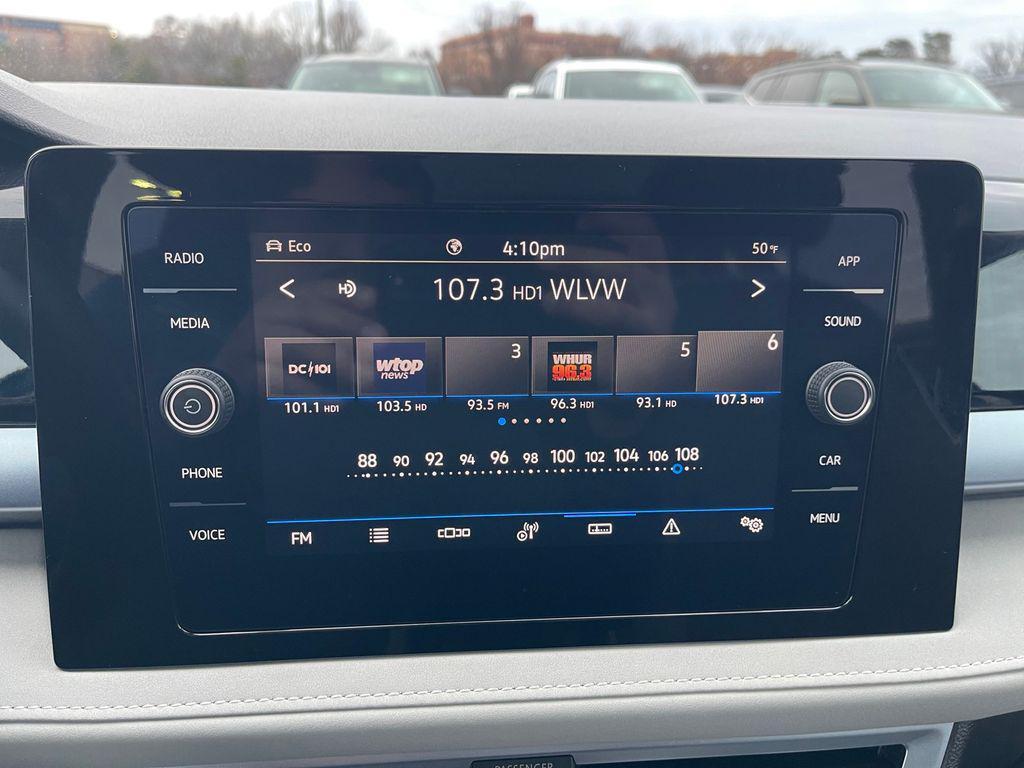 RADIO
MEDIA
PHONE
VOICE
Eco 4:10pm 50°F
< HD 107.3 HD1 WLVW >
DC/101 wtop news 3 WHUR 96.3 5 6
101.1 HD1 103.5 HD 93.5 FM 96.3 HD1 93.1 HD 107.3 HD1
88 90 92 94 96 98 100 102 104 106 108
FM
APP
SOUND
CAR
MENU
PASSENGER